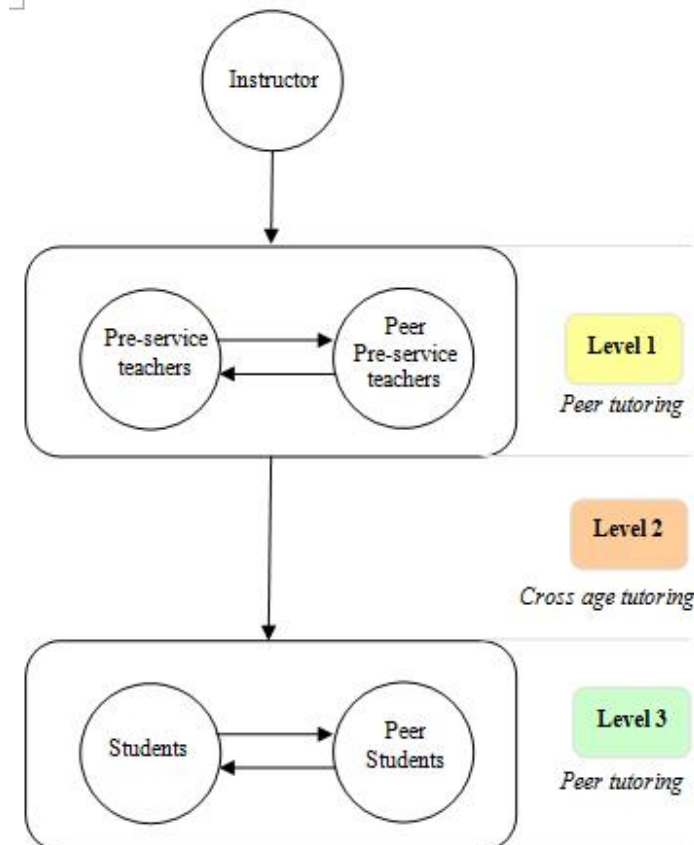 Instructor
Pre-service
teachers
Peer
Pre-service
teachers
Level 1
Peer tutoring
Level 2
Cross age tutoring
Students
Peer
Students
Level 3
Peer tutoring